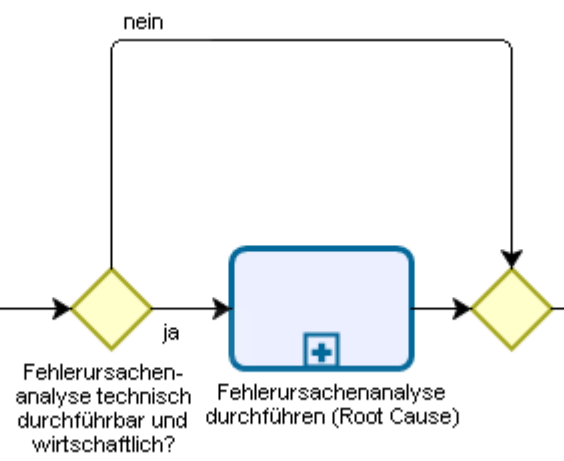 nein
ja
Fehlerursachen-
analyse technisch
durchführbar und
wirtschaftlich?
Fehlerursachenanalyse
durchführen (Root Cause)